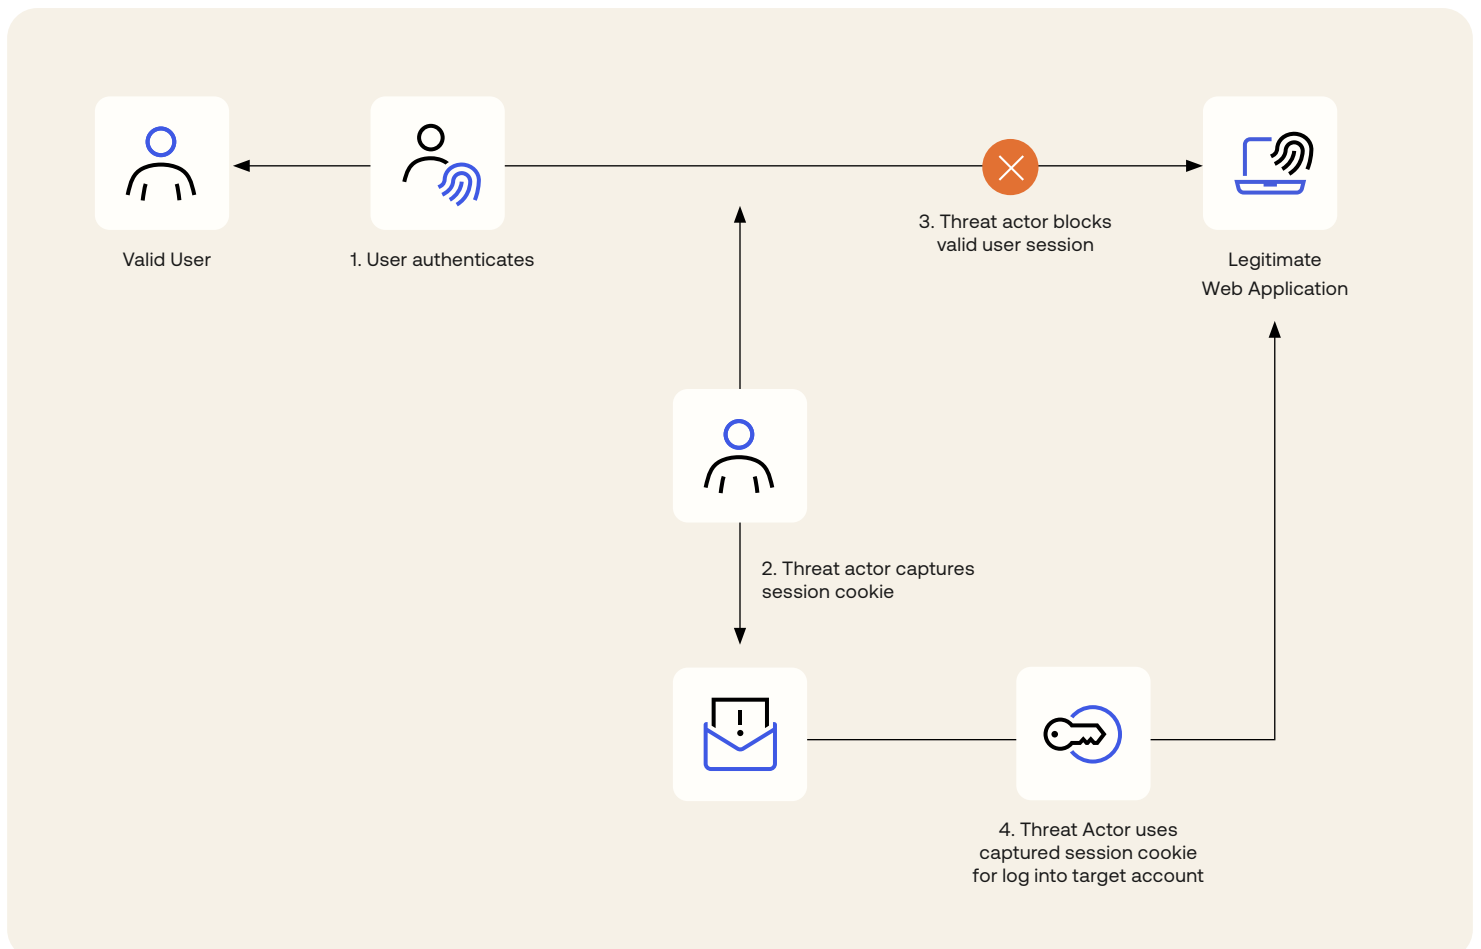 Valid User
1. User authenticates
3. Threat actor blocks
valid user session
Legitimate
Web Application
2. Threat actor captures
session cookie
4. Threat Actor uses
captured session cookie
for log into target account